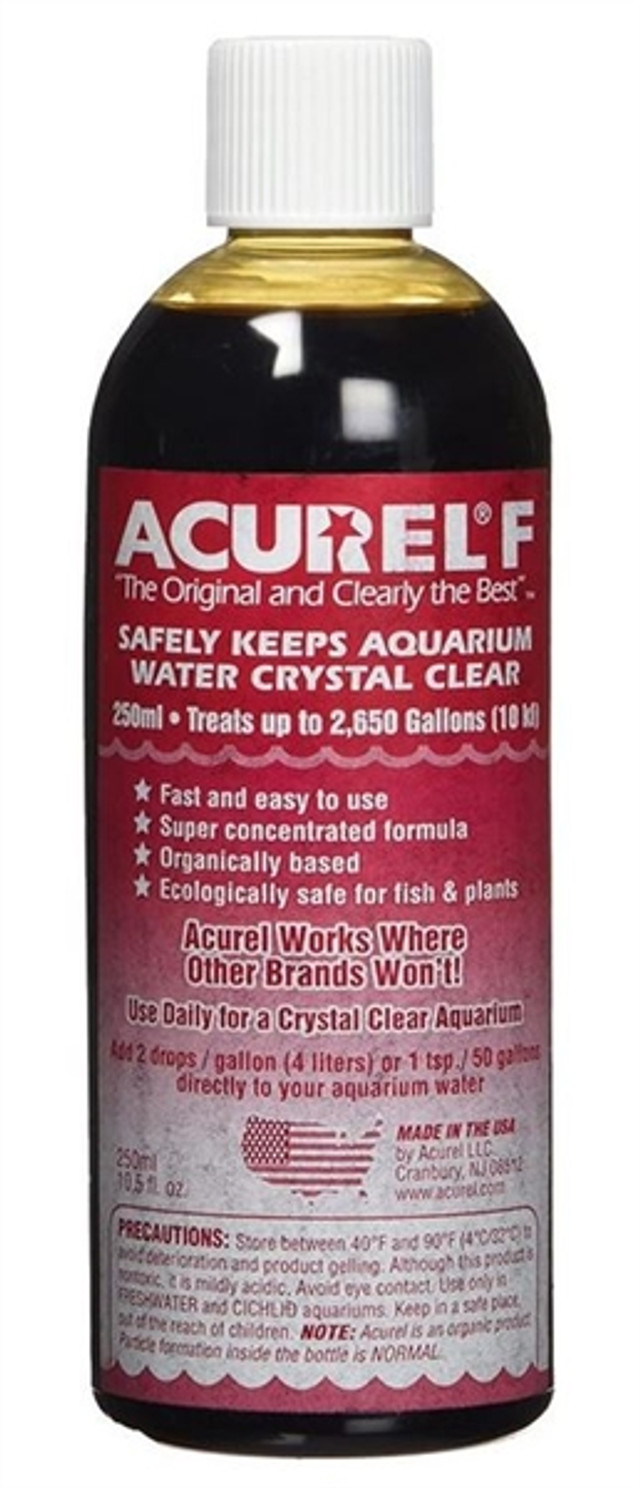 ACUREL® F
"The Original and Clearly the Best"™
SAFELY KEEPS AQUARIUM
WATER CRYSTAL CLEAR
250ml • Treats up to 2,650 Gallons (10 kl)
★ Fast and easy to use
★ Super concentrated formula
★ Organically based
★ Ecologically safe for fish & plants
Acurel Works Where
Other Brands Won't!
Use Daily for a Crystal Clear Aquarium
Add 2 drops / gallon (4 liters) or 1 tsp./ 50 gallons
directly to your aquarium water
MADE IN THE USA
by Acurel LLC
Cranbury, NJ 08512
www.acurel.com
250ml
10.5 fl. oz.
PRECAUTIONS: Store between 40°F and 90°F (4°C/32°C) to
avoid deterioration and product gelling. Although this product is
nontoxic, it is mildly acidic. Avoid eye contact. Use only in
FRESHWATER and CICHLID aquariums. Keep in a safe place,
out of the reach of children. NOTE: Acurel is an organic product.
Particle formation inside the bottle is NORMAL.